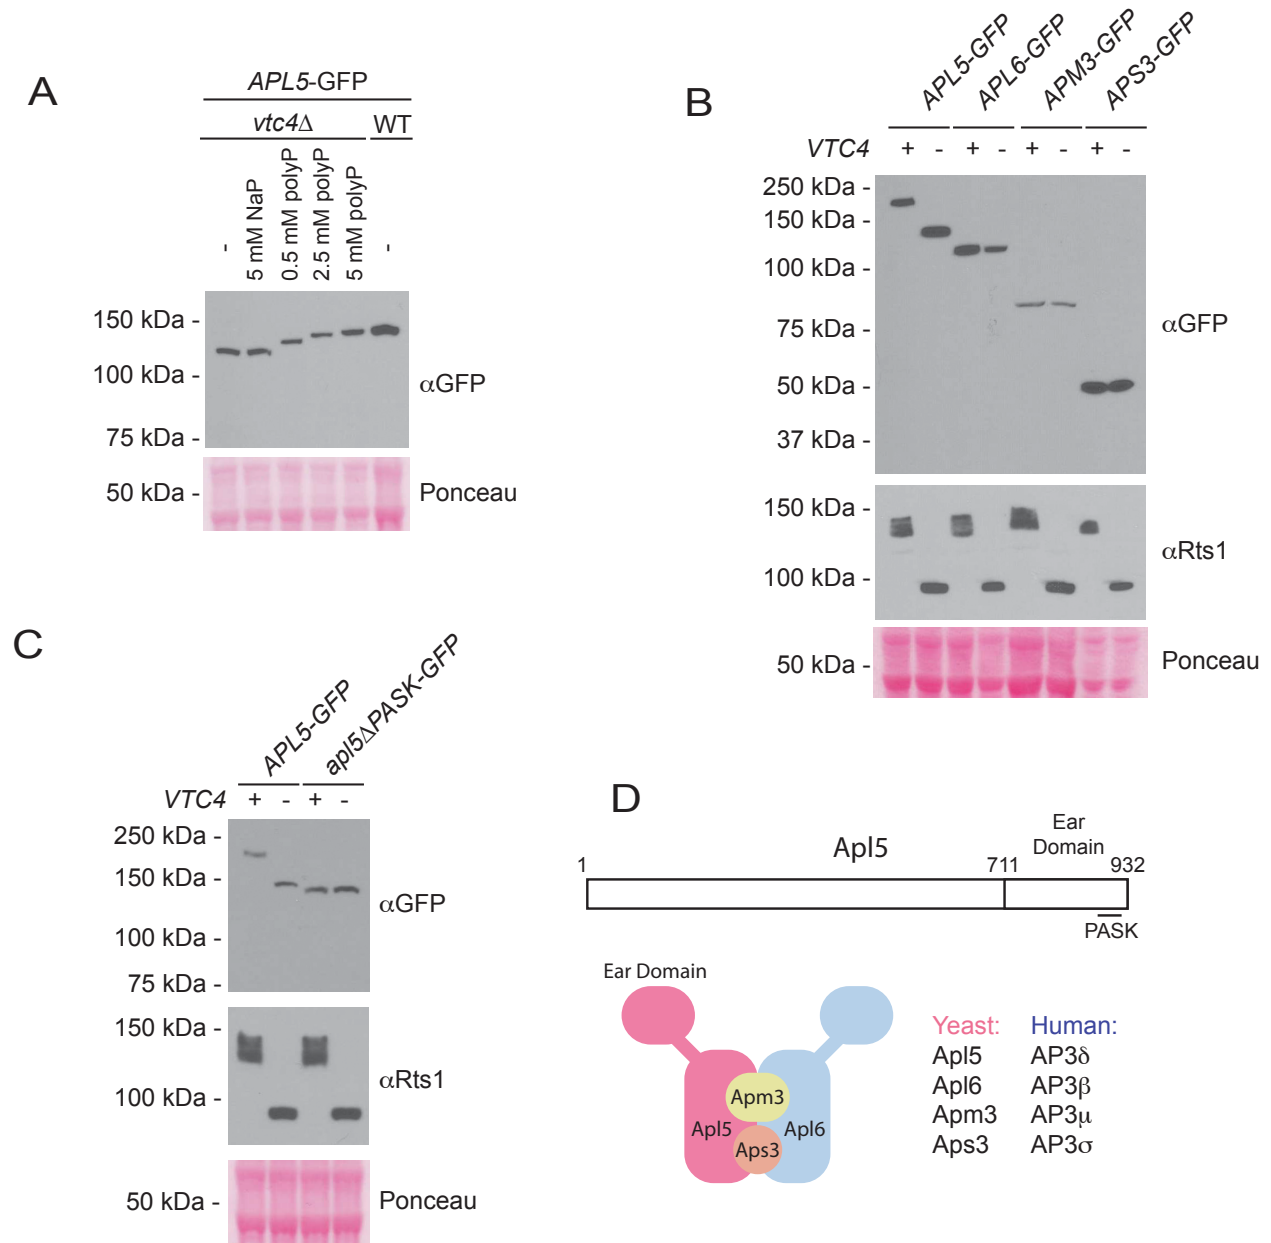 A
APL5-GFP
vtc4Δ WT
- 5 mM NaP 0.5 mM polyP 2.5 mM polyP 5 mM polyP -
150 kDa -
100 kDa -
75 kDa -
αGFP
50 kDa -
Ponceau
B
APL5-GFP APL6-GFP APM3-GFP APS3-GFP
VTC4 + - + - + - + -
250 kDa -
150 kDa -
100 kDa -
75 kDa -
50 kDa -
37 kDa -
αGFP
150 kDa -
100 kDa -
αRts1
50 kDa -
Ponceau
C
APL5-GFP apl5ΔPASK-GFP
VTC4 + - + -
250 kDa -
150 kDa -
100 kDa -
75 kDa -
αGFP
150 kDa -
100 kDa -
αRts1
50 kDa -
Ponceau
D
Ear
Apl5 Domain
1 711 932
PASK
Ear Domain
Apm3
Apl5 Apl6
Aps3
Yeast: Human:
Apl5 AP3δ
Apl6 AP3β
Apm3 AP3μ
Aps3 AP3σ